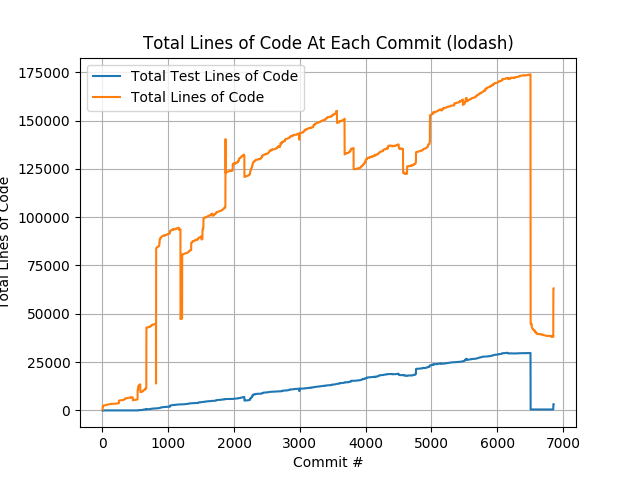 Total Lines of Code At Each Commit (lodash)
Total Test Lines of Code
Total Lines of Code
175000
150000
125000
100000
75000
50000
25000
0
Total Lines of Code
0 1000 2000 3000 4000 5000 6000 7000
Commit #